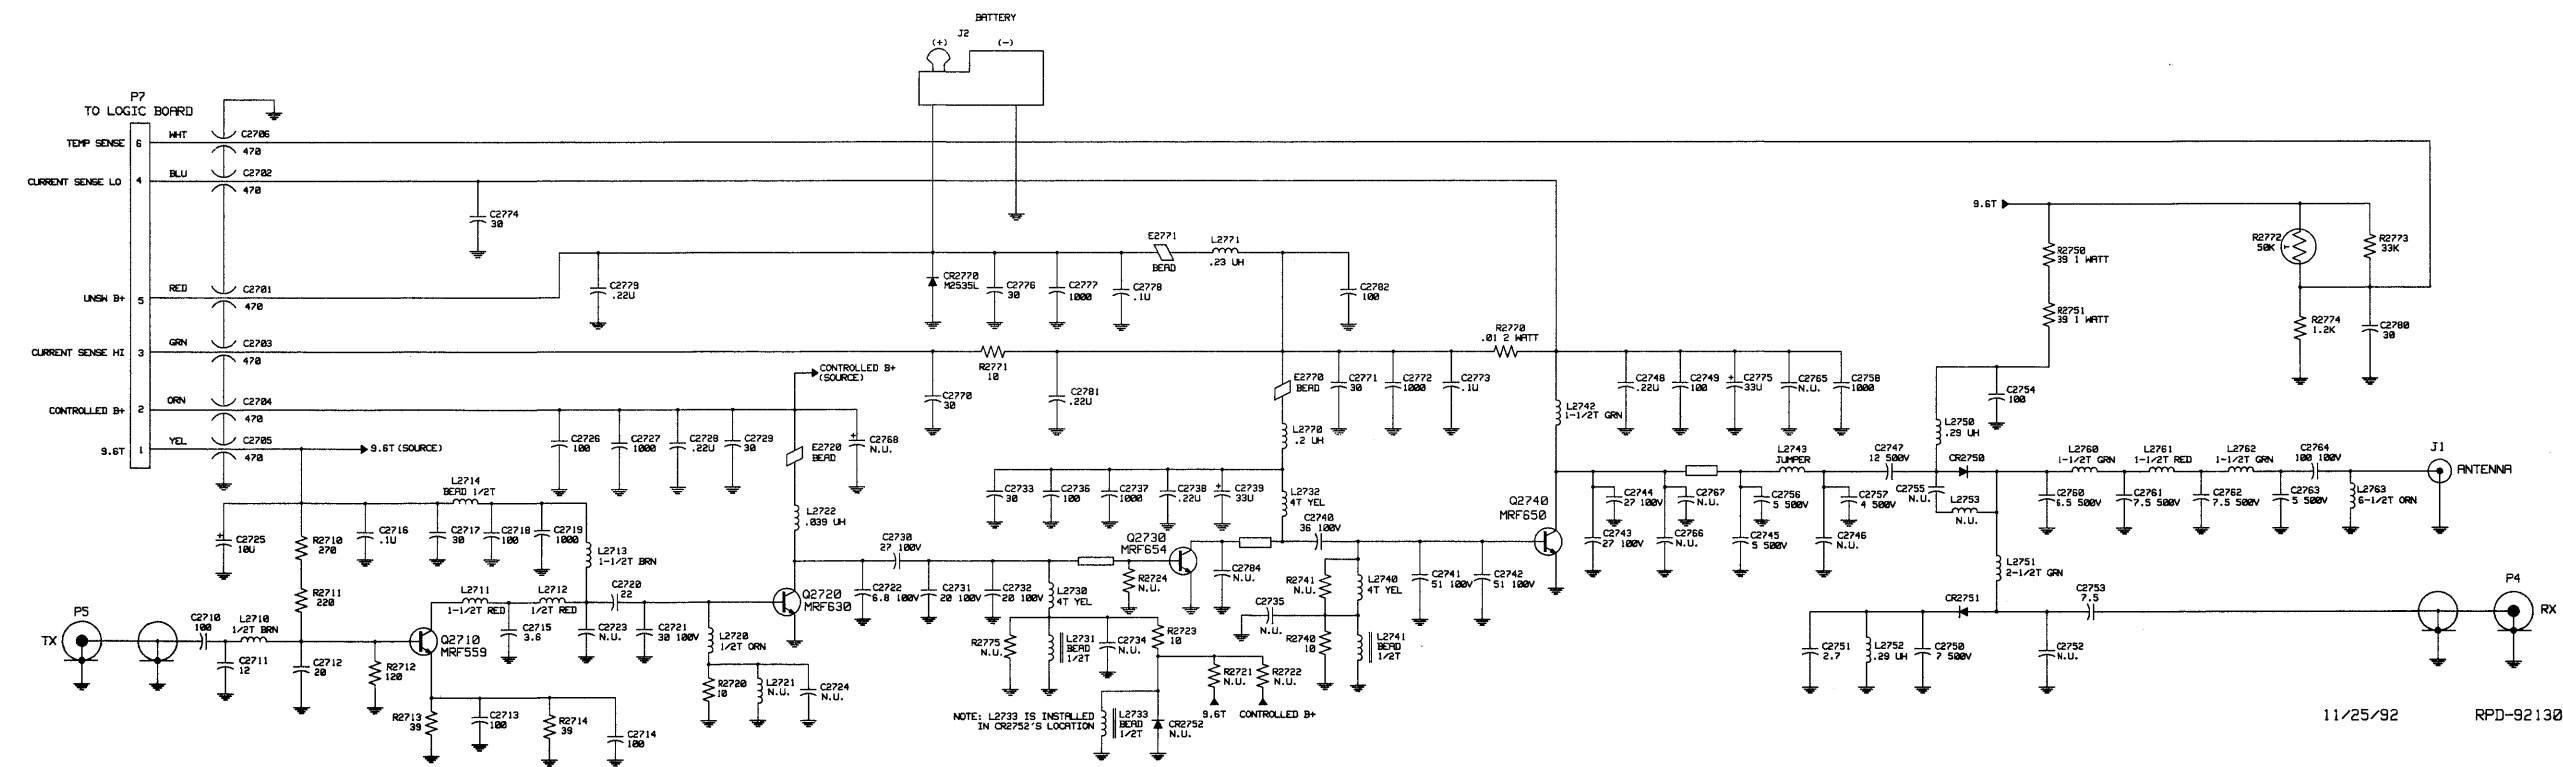 BATTERY
J2
(+)
(-)
P7
TO LOGIC BOARD
TEMP SENSE
6
WHT
C2706
470
CURRENT SENSE LO
4
BLU
C2702
470
C2774
30
UNSW B+
5
RED
C2701
470
CURRENT SENSE HI
3
GRN
C2703
470
CONTROLLED B+
2
ORN
C2704
470
9.6T
1
YEL
C2705
470
9.6T (SOURCE)
C2779
.22U
CR2770
M2535L
C2776
30
C2777
1000
C2778
.1U
E2771
BEAD
L2771
.23 UH
C2782
100
9.6T
R2750
39 1 WATT
R2751
39 1 WATT
R2772
50K
T
R2773
33K
R2774
1.2K
C2780
30
R2771
10
R2770
.01 2 WATT
CONTROLLED B+
(SOURCE)
C2770
30
C2781
.22U
E2770
BEAD
C2771
30
C2772
1000
C2773
.1U
L2742
1-1/2T GRN
C2748
.22U
C2749
100
+
C2775
33U
C2765
N.U.
C2758
1000
C2754
100
L2750
.29 UH
C2726
100
C2727
1000
C2728
.22U
C2729
30
E2720
BEAD
+
C2768
N.U.
L2770
.2 UH
L2722
.039 UH
C2733
30
C2736
100
C2737
1000
C2738
.22U
+
C2739
33U
L2732
4T YEL
L2743
JUMPER
C2747
12 500V
CR2750
L2760
1-1/2T GRN
L2761
1-1/2T RED
L2762
1-1/2T GRN
C2764
100 100V
J1
ANTENNA
Q2740
MRF650
C2744
27 100V
C2767
N.U.
C2756
5 500V
C2757
4 500V
C2755
N.U.
L2753
N.U.
C2760
6.5 500V
C2761
7.5 500V
C2762
7.5 500V
C2763
5 500V
L2763
6-1/2T ORN
C2743
27 100V
C2766
N.U.
C2745
5 500V
C2746
N.U.
L2714
BEAD 1/2T
+
C2725
10U
R2710
270
C2716
.1U
C2717
30
C2718
100
C2719
1000
L2713
1-1/2T BRN
R2711
220
L2711
1-1/2T RED
L2712
1/2T RED
C2720
22
Q2720
MRF630
C2730
27 100V
C2722
6.8 100V
C2731
20 100V
C2732
20 100V
L2730
4T YEL
R2724
N.U.
Q2730
MRF654
C2784
N.U.
C2740
36 100V
R2741
N.U.
L2740
4T YEL
C2741
51 100V
C2742
51 100V
C2735
N.U.
R2740
10
L2741
BEAD
1/2T
P5
TX
C2710
100
L2710
1/2T BRN
C2711
12
C2712
20
R2712
120
Q2710
MRF559
C2715
3.6
C2723
N.U.
C2721
30 100V
L2720
1/2T ORN
R2720
10
L2721
N.U.
C2724
N.U.
R2713
39
C2713
100
R2714
39
C2714
100
R2775
N.U.
L2731
BEAD
1/2T
C2734
N.U.
R2723
10
R2721
N.U.
R2722
N.U.
9.6T
CONTROLLED B+
NOTE: L2733 IS INSTALLED
IN CR2752'S LOCATION
L2733
BEAD
1/2T
CR2752
N.U.
L2751
2-1/2T GRN
CR2751
C2753
7.5
C2751
2.7
L2752
.29 UH
C2750
7 500V
C2752
N.U.
P4
RX
11/25/92
RPD-92130